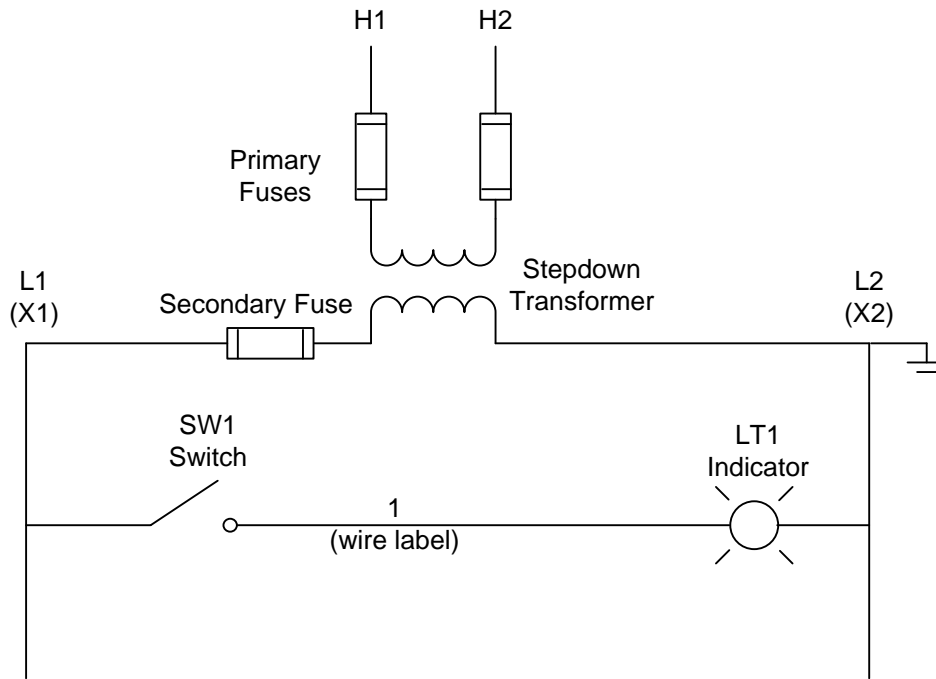 H1
H2
Primary
Fuses
Stepdown
Transformer
L1
(X1)
Secondary Fuse
L2
(X2)
SW1
Switch
LT1
Indicator
1
(wire label)